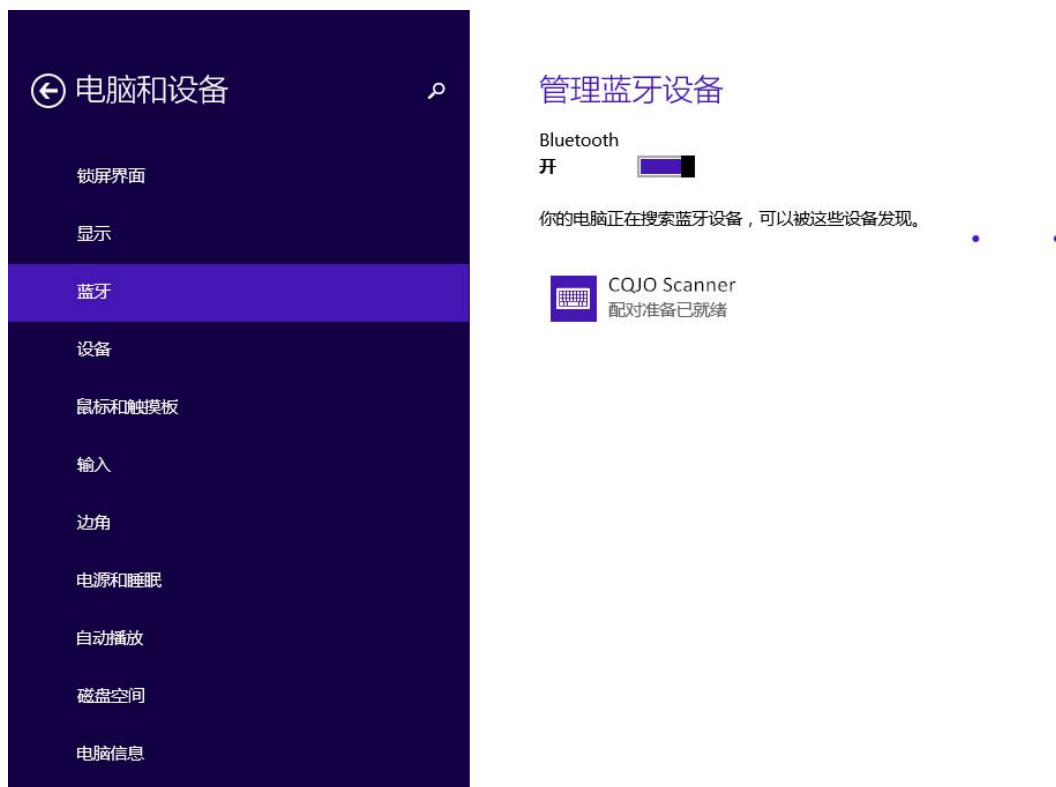 电脑和设备
锁屏界面
显示
蓝牙
设备
鼠标和触摸板
输入
边角
电源和睡眠
自动播放
磁盘空间
电脑信息
管理蓝牙设备
Bluetooth
开
你的电脑正在搜索蓝牙设备，可以被这些设备发现。
CQJO Scanner
配对准备已就绪